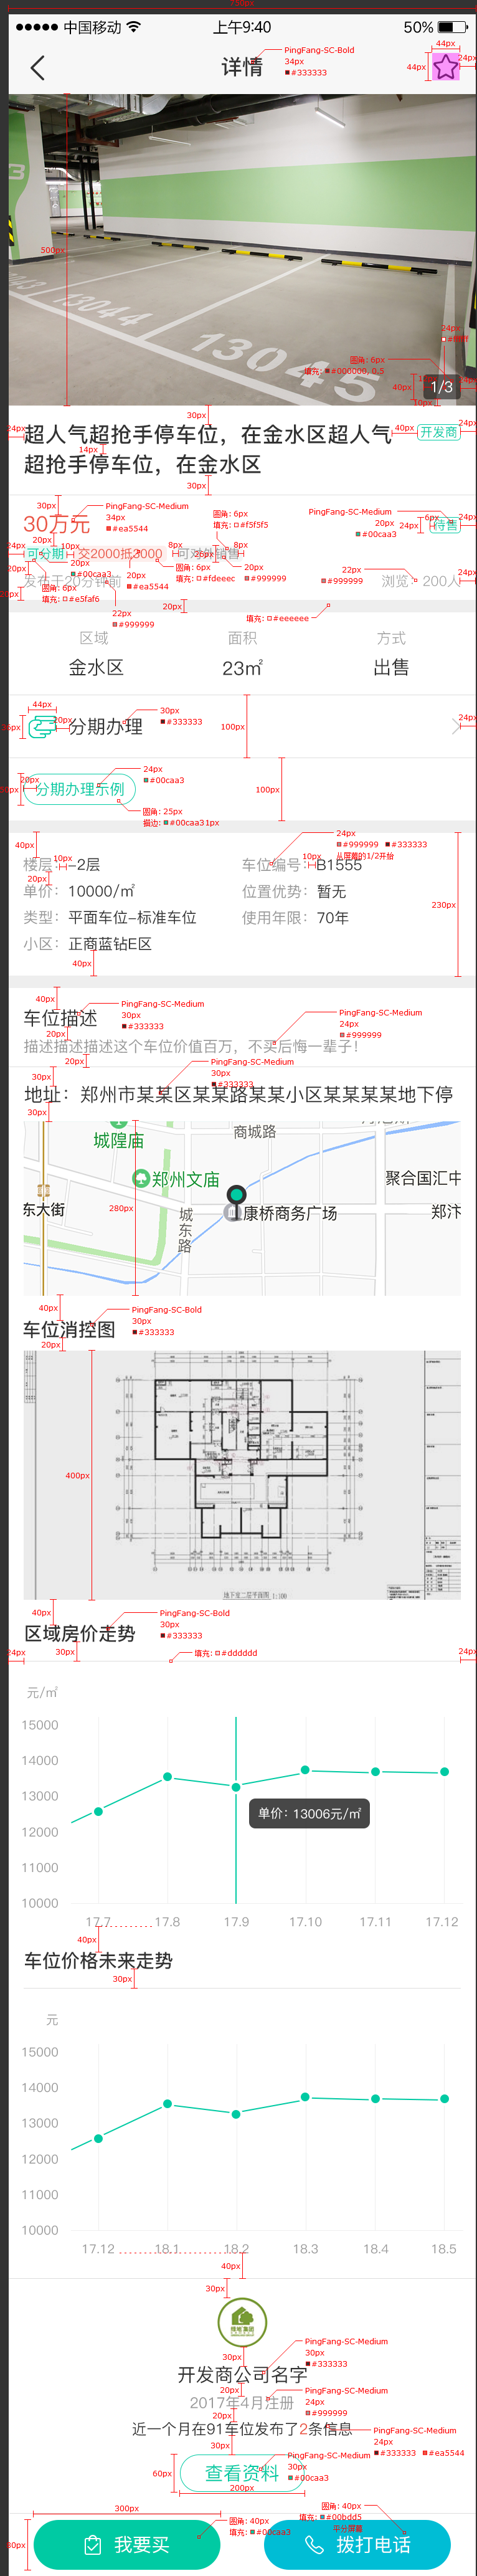 750px
中国移动 上午9:40 50%
详情
PingFang-SC-Bold
34px
#333333
44px
44px
24px
500px
13044
13045
24px
#ffffff
圆角: 6px
填充: #000000, 0.5
40px
10px
1/3
30px
24px
超人气超抢手停车位，在金水区超人气
超抢手停车位，在金水区
14px
40px
开发商
24px
30px
30px
30万元
PingFang-SC-Medium
34px
#ea5544
20px
圆角: 6px
填充: #f5f5f5
PingFang-SC-Medium
20px
#00caa3
24px
6px
待售
24px
24px
可分期
10px
交2000抵2000
8px
可对外销售
8px
20px
20px
#00caa3
20px
#ea5544
圆角: 6px
填充: #fdeeec
20px
#999999
发布于20分钟前
22px
#999999
浏览: 200人
24px
圆角: 6px
填充: #e5faf6
22px
#999999
20px
填充: #eeeeee
区域 面积 方式
金水区 23㎡ 出售
44px
20px
分期办理
30px
#333333
100px
24px
20px
分期办理示例
24px
#00caa3
圆角: 25px
描边: #00caa31px
100px
40px
24px
#999999 #333333
从屏幕的1/2开始
楼层: -2层
10px
车位编号: B1555
10px
20px
单价: 10000/㎡
位置优势: 暂无
类型: 平面车位-标准车位
使用年限: 70年
小区: 正商蓝钻E区
230px
40px
40px
车位描述
PingFang-SC-Medium
30px
#333333
PingFang-SC-Medium
24px
#999999
20px
描述描述描述这个车位价值百万，不买后悔一辈子！
20px
30px
PingFang-SC-Medium
30px
#333333
地址: 郑州市某某区某某路某某小区某某某某地下停
30px
城隍庙
商城路
郑州文庙
聚合国汇中
东大街
280px
城东路
康桥商务广场
郑汴
40px
PingFang-SC-Bold
30px
#333333
车位消控图
20px
400px
地下室二层平面图 1:100
40px
PingFang-SC-Bold
30px
#333333
区域房价走势
24px
30px
填充: #dddddd
24px
元/㎡
15000
14000
13000
单价: 13006元/㎡
12000
11000
10000
17.7 17.8 17.9 17.10 17.11 17.12
40px
车位价格未来走势
30px
元
15000
14000
13000
12000
11000
10000
17.12 18.1 18.2 18.3 18.4 18.5
40px
30px
30px
PingFang-SC-Medium
30px
#333333
开发商公司名字
20px
PingFang-SC-Medium
24px
#999999
2017年4月注册
20px
近一个月在91车位发布了2条信息
PingFang-SC-Medium
24px
#333333 #ea5544
30px
PingFang-SC-Medium
30px
#00caa3
60px
查看资料
200px
300px
圆角: 40px
填充: #00caa3
圆角: 40px
填充: #00bdd5
平分屏幕
我要买
拨打电话